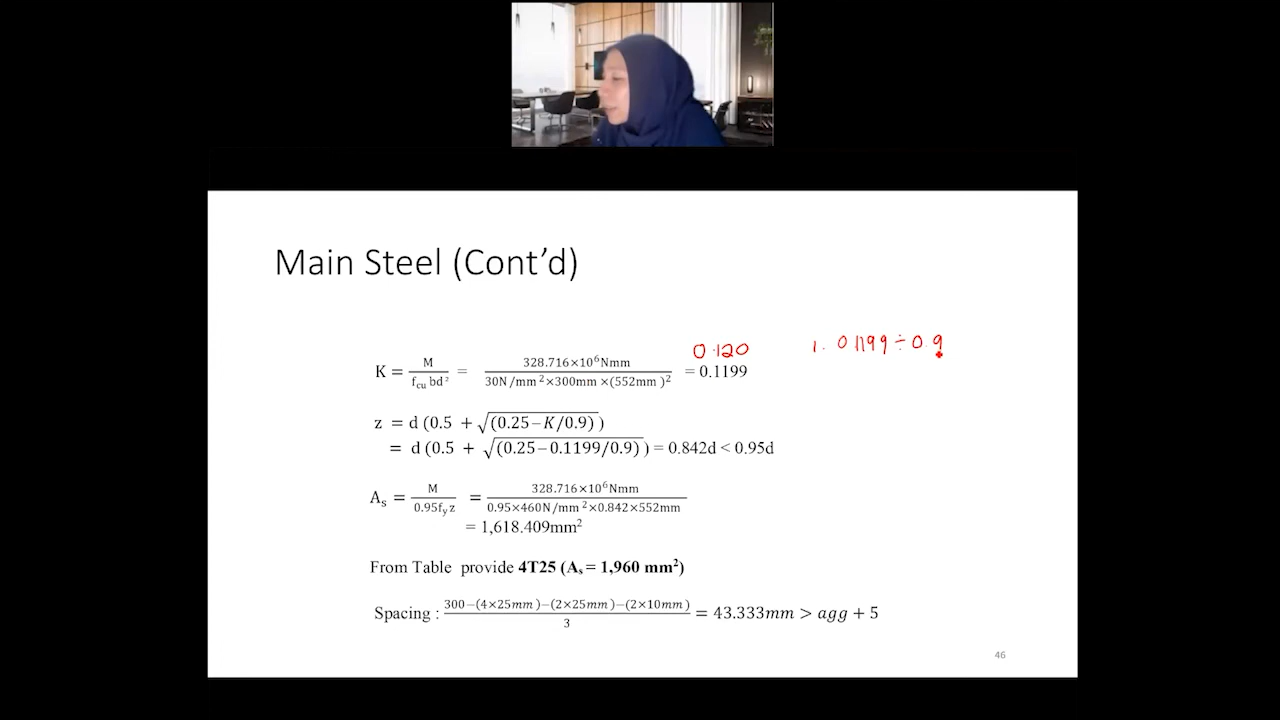 Main Steel (Cont’d)
0.120
1. 0.1199 ÷ 0.9
K = M / f_cu bd² = 328.716×10⁶Nmm / 30N/mm²×300mm×(552mm)² = 0.1199
z = d (0.5 + √(0.25−K/0.9))
= d (0.5 + √(0.25−0.1199/0.9)) = 0.842d < 0.95d
A_s = M / 0.95f_y z = 328.716×10⁶Nmm / 0.95×460N/mm²×0.842×552mm
= 1,618.409mm²
From Table provide 4T25 (A_s = 1,960 mm²)
Spacing : 300−(4×25mm)−(2×25mm)−(2×10mm) / 3 = 43.333mm > agg + 5
46